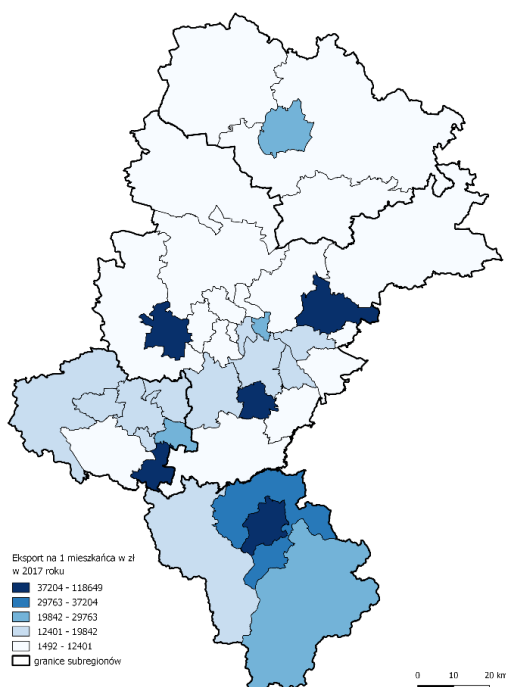 Eksport na 1 mieszkańca w zł
w 2017 roku
37204 - 118649
29763 - 37204
19842 - 29763
12401 - 19842
1492 - 12401
granice subregionów
0 10 20 km